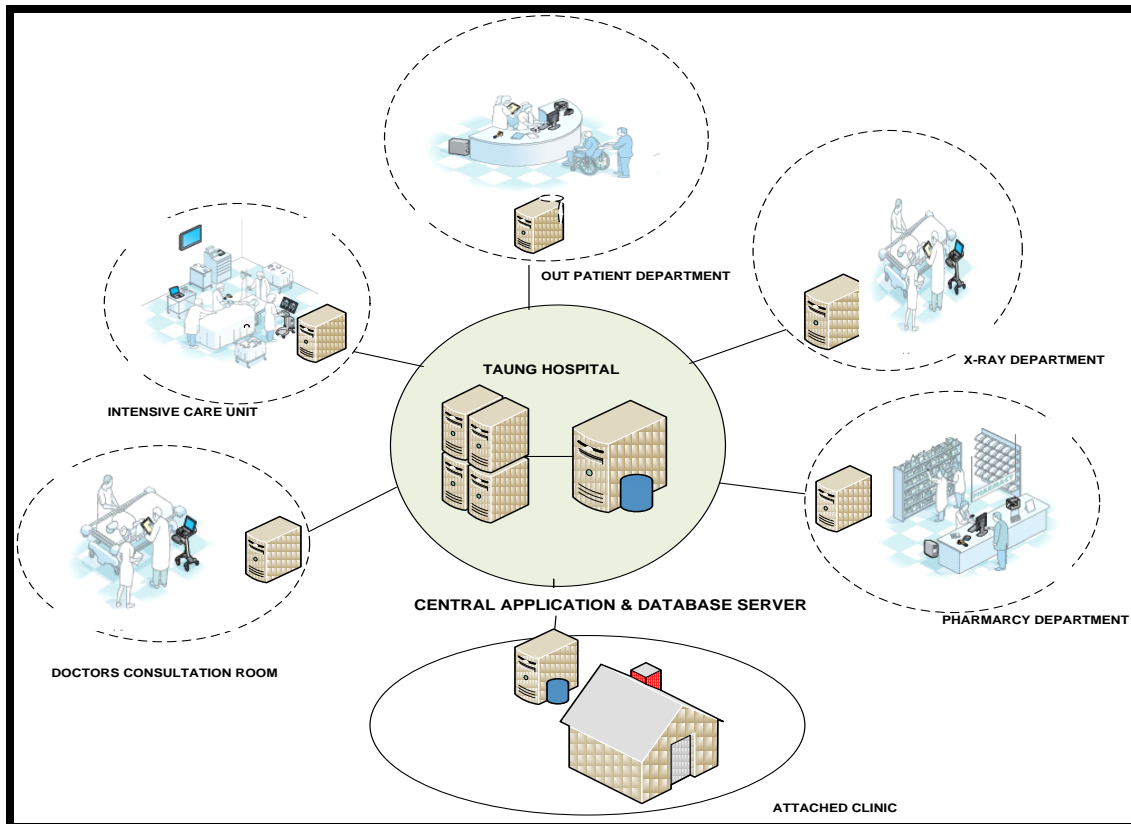 OUT PATIENT DEPARTMENT
X-RAY DEPARTMENT
TAUNG HOSPITAL
INTENSIVE CARE UNIT
CENTRAL APPLICATION & DATABASE SERVER
PHARMARCY DEPARTMENT
DOCTORS CONSULTATION ROOM
ATTACHED CLINIC